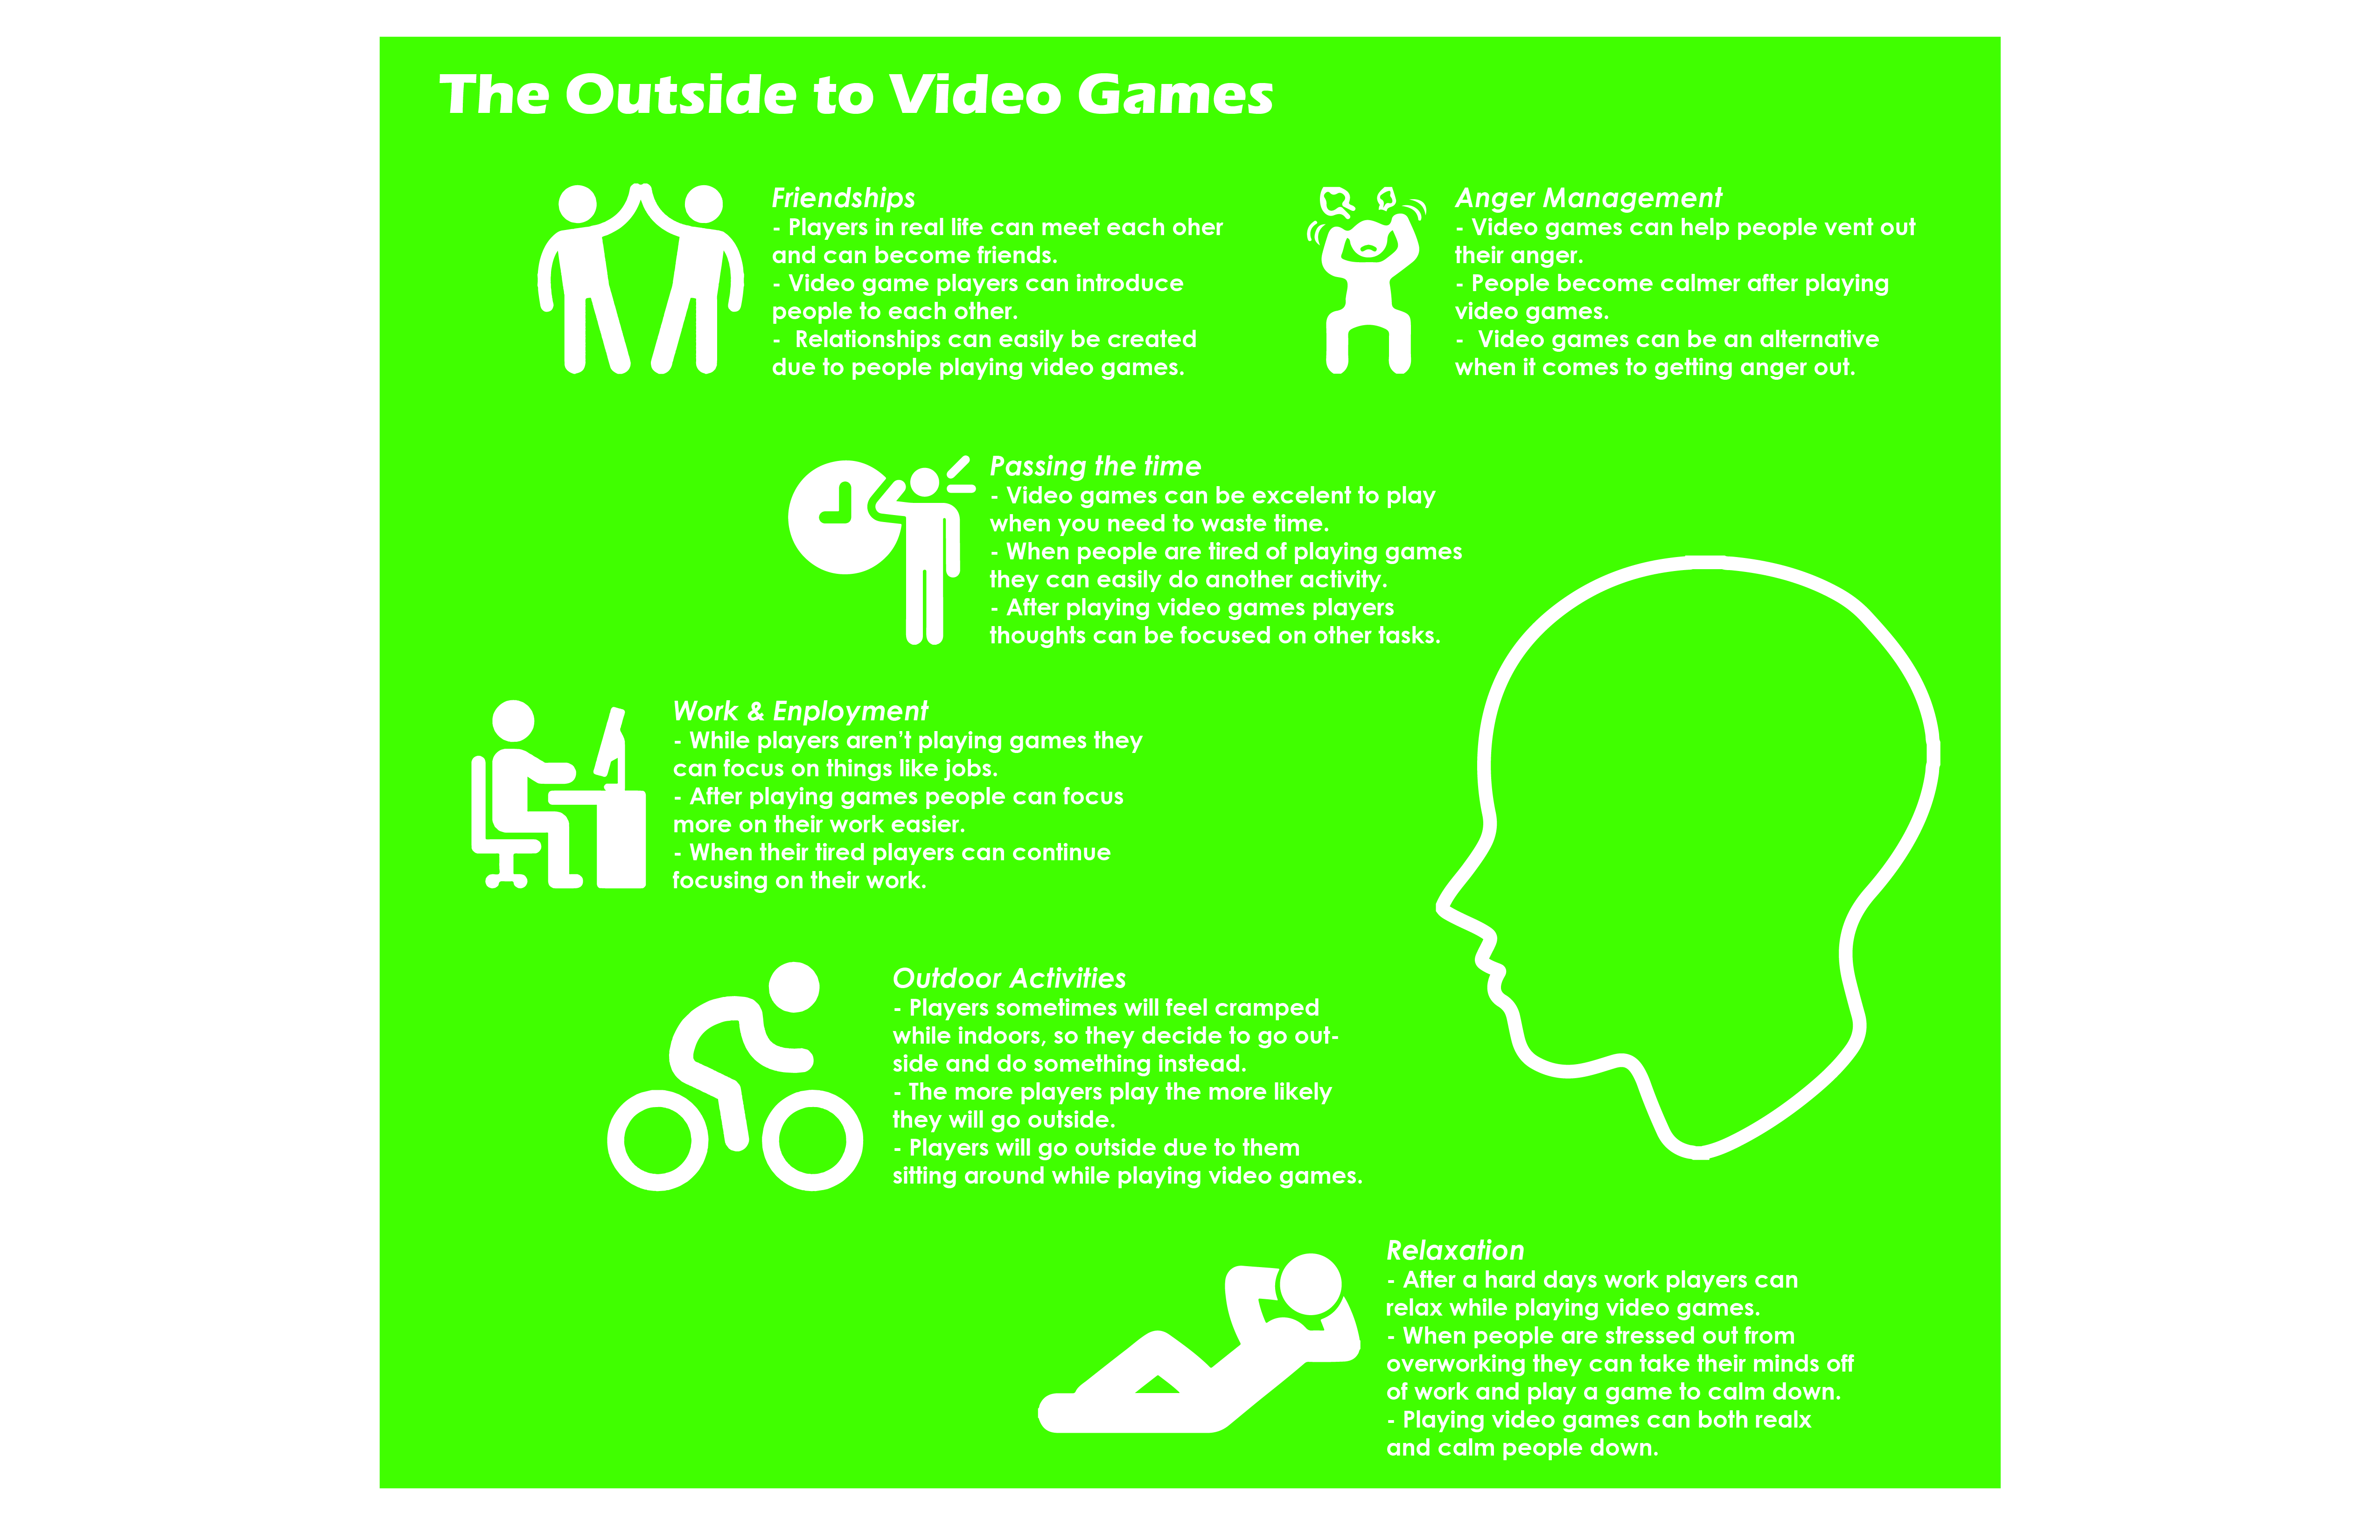 The Outside to Video Games
Friendships
- Players in real life can meet each oher
and can become friends.
- Video game players can introduce
people to each other.
-  Relationships can easily be created
due to people playing video games.
Anger Management
- Video games can help people vent out
their anger.
- People become calmer after playing
video games.
-  Video games can be an alternative
when it comes to getting anger out.
Passing the time
- Video games can be excelent to play
when you need to waste time.
- When people are tired of playing games
they can easily do another activity.
- After playing video games players
thoughts can be focused on other tasks.
Work & Enployment
- While players aren’t playing games they
can focus on things like jobs.
- After playing games people can focus
more on their work easier.
- When their tired players can continue
focusing on their work.
Outdoor Activities
- Players sometimes will feel cramped
while indoors, so they decide to go out-
side and do something instead.
- The more players play the more likely
they will go outside.
- Players will go outside due to them
sitting around while playing video games.
Relaxation
- After a hard days work players can
relax while playing video games.
- When people are stressed out from
overworking they can take their minds off
of work and play a game to calm down.
- Playing video games can both realx
and calm people down.